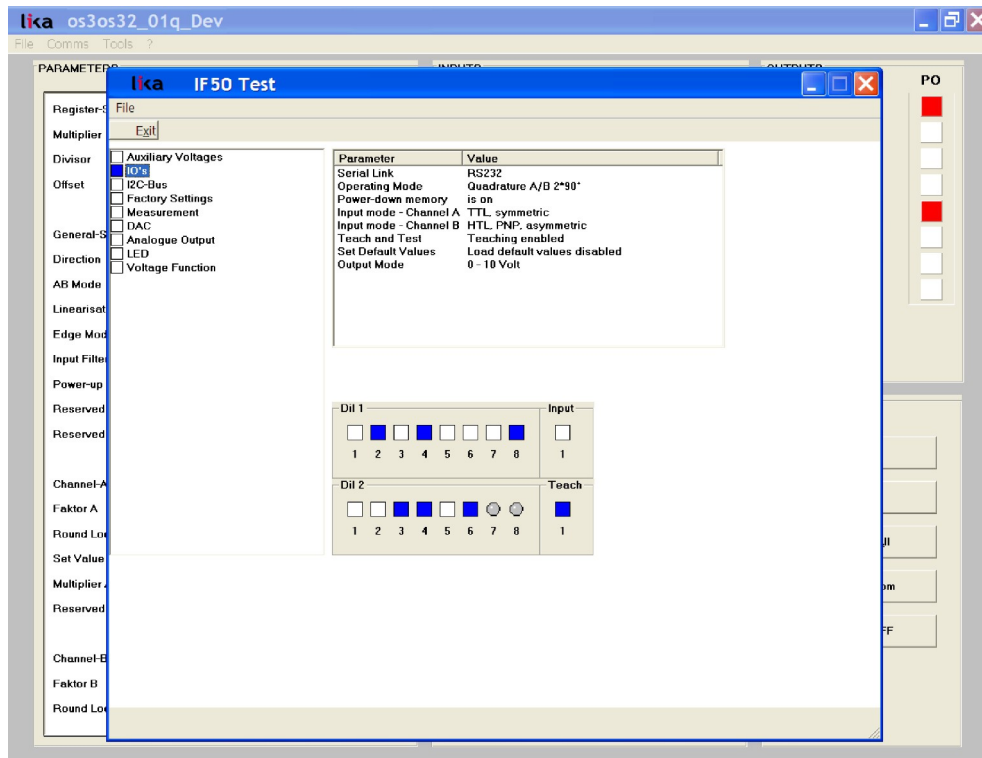 lika os3os32_01q_Dev
File Comms Tools ?
PARAMETER
PO
Register-S
Multiplier
Divisor
Offset
General-S
Direction
AB Mode
Linearisat
Edge Mod
Input Filter
Power-up
Reserved
Reserved
Channel-A
Faktor A
Round Loo
Set Value
Multiplier A
Reserved
Channel-B
Faktor B
Round Loo
lika IF50 Test
File
Exit
Auxiliary Voltages
IO's
I2C-Bus
Factory Settings
Measurement
DAC
Analogue Output
LED
Voltage Function
Parameter Value
Serial Link RS232
Operating Mode Quadrature A/B 2*90°
Power-down memory is on
Input mode - Channel A TTL, symmetric
Input mode - Channel B HTL, PNP, asymmetric
Teach and Test Teaching enabled
Set Default Values Load default values disabled
Output Mode 0 - 10 Volt
Dil 1 Input
1 2 3 4 5 6 7 8 1
Dil 2 Teach
1 2 3 4 5 6 7 8 1